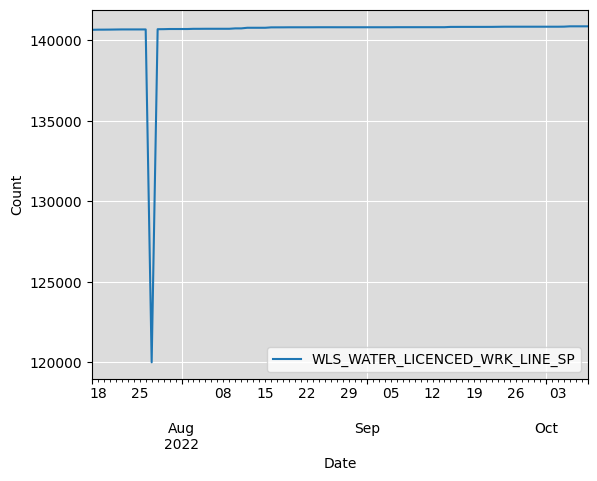 140000
135000
130000
125000
120000
Count
WLS_WATER_LICENCED_WRK_LINE_SP
18 25 08 15 22 29 05 12 19 26 03
Aug Sep Oct
2022
Date